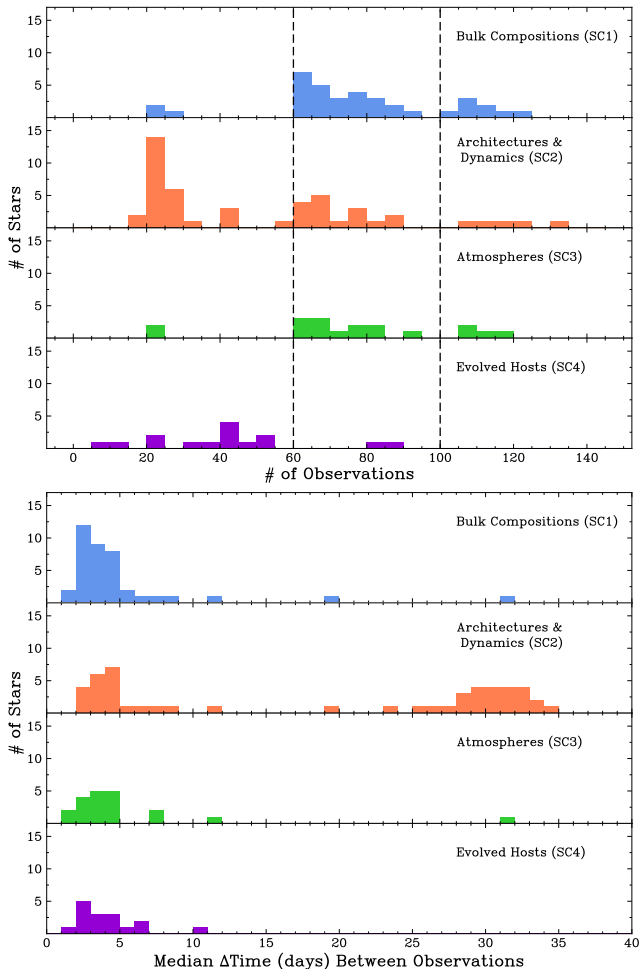 Bulk Compositions (SC1)
15
10
5
Architectures &
Dynamics (SC2)
15
10
5
# of Stars
Atmospheres (SC3)
15
10
5
Evolved Hosts (SC4)
15
10
5
0 20 40 60 80 100 120 140
# of Observations
Bulk Compositions (SC1)
15
10
5
Architectures &
Dynamics (SC2)
15
10
5
# of Stars
Atmospheres (SC3)
15
10
5
Evolved Hosts (SC4)
15
10
5
0 5 10 15 20 25 30 35 40
Median ΔTime (days) Between Observations